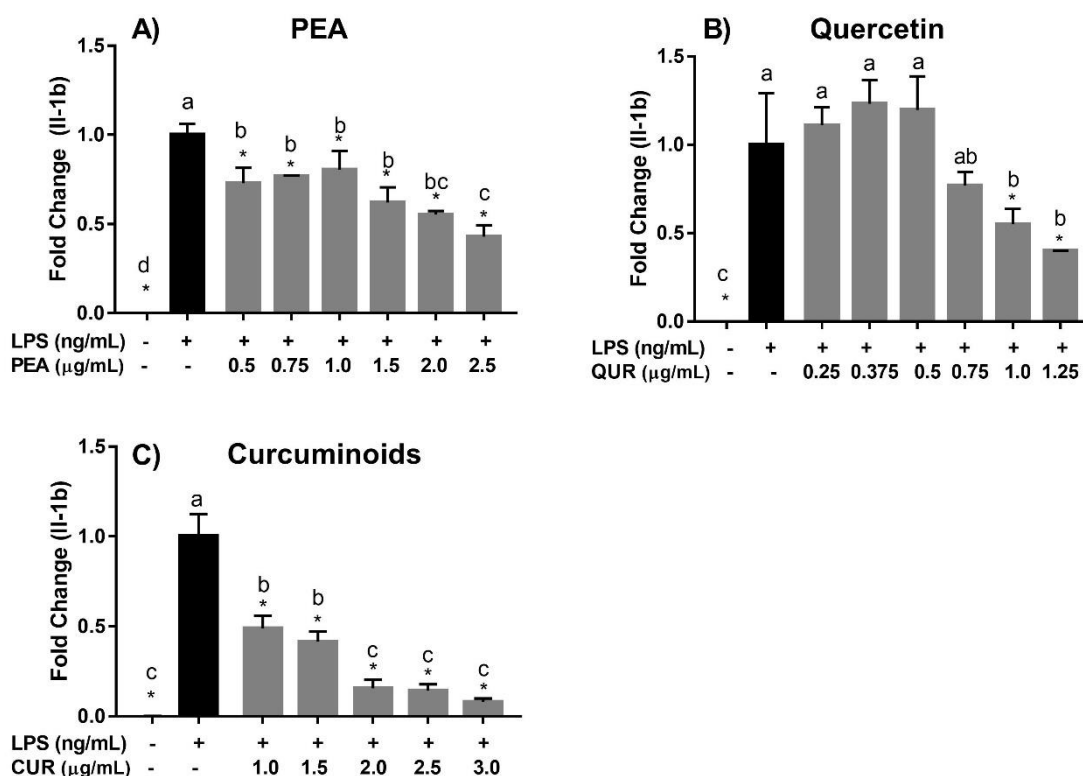 A) PEA
Fold Change (Il-1b)
1.5
1.0
0.5
0.0
d
*
a
b
*
b
*
b
*
b
*
bc
*
c
*
LPS (ng/mL) - + + + + + + +
PEA (μg/mL) - - 0.5 0.75 1.0 1.5 2.0 2.5
B) Quercetin
Fold Change (Il-1b)
1.5
1.0
0.5
0.0
c
*
a
a
a
a
ab
b
*
b
*
LPS (ng/mL) - + + + + + + +
QUR (μg/mL) - - 0.25 0.375 0.5 0.75 1.0 1.25
C) Curcuminoids
Fold Change (Il-1b)
1.5
1.0
0.5
0.0
c
*
a
b
*
b
*
c
*
c
*
c
*
LPS (ng/mL) - + + + + + +
CUR (μg/mL) - - 1.0 1.5 2.0 2.5 3.0